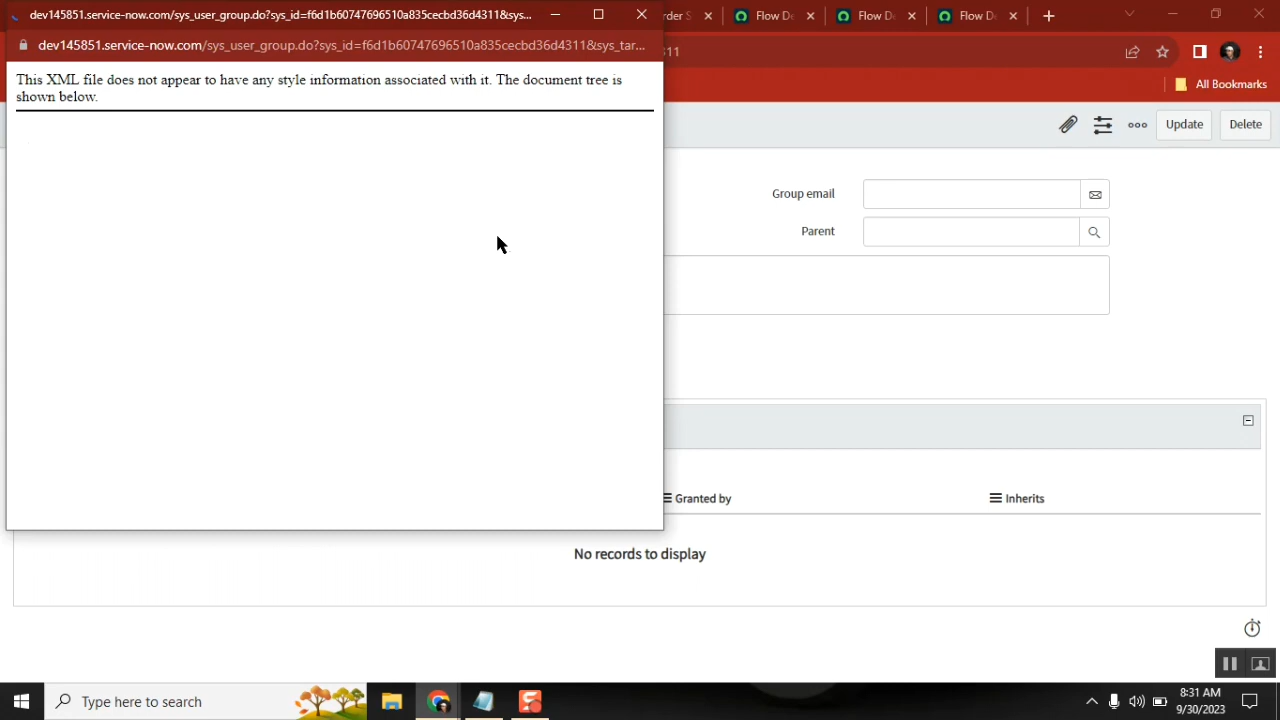 dev145851.service-now.com/sys_user_group.do?sys_id=f6d1b60747696510a835cecbd36d4311&sys...
rder S
Flow De
Flow D
Flow De
dev145851.service-now.com/sys_user_group.do?sys_id=f6d1b60747696510a835cecbd36d4311&sys_tar...
11
All Bookmarks
This XML file does not appear to have any style information associated with it. The document tree is
shown below.
Update
Delete
Group email
Parent
Granted by
Inherits
No records to display
Type here to search
8:31 AM
9/30/2023